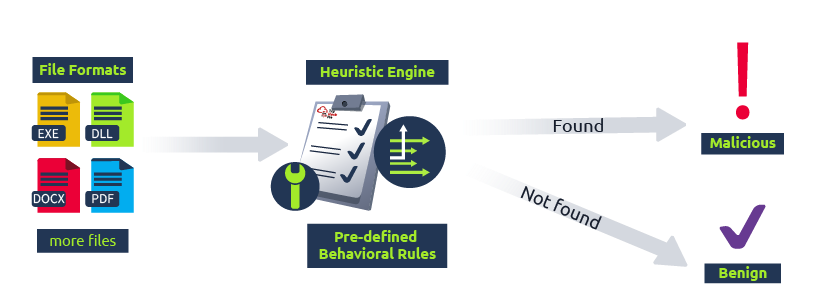 File Formats
EXE
DLL
DOCX
PDF
more files
Heuristic Engine
Pre-defined
Behavioral Rules
Found
Not found
Malicious
Benign